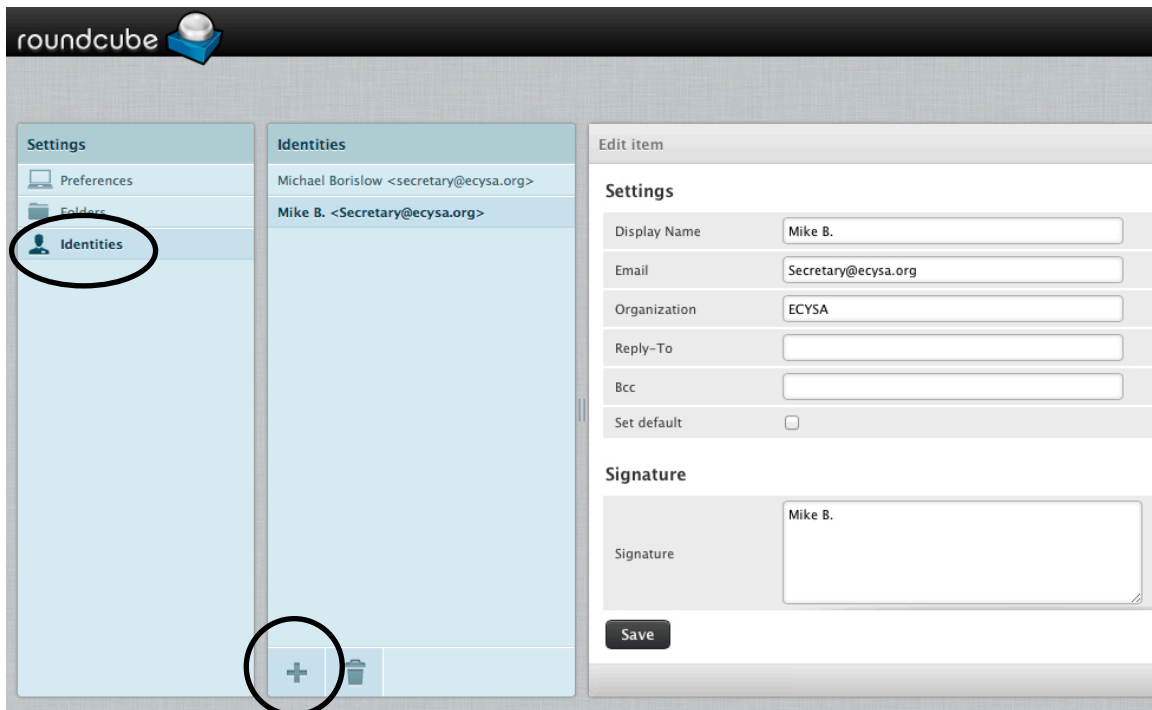 roundcube
Settings
Preferences
Folders
Identities
Identities
Michael Borislow <secretary@ecysa.org>
Mike B. <Secretary@ecysa.org>
Edit item
Settings
Display Name Mike B.
Email Secretary@ecysa.org
Organization ECYSA
Reply-To
Bcc
Set default
Signature
Signature Mike B.
Save